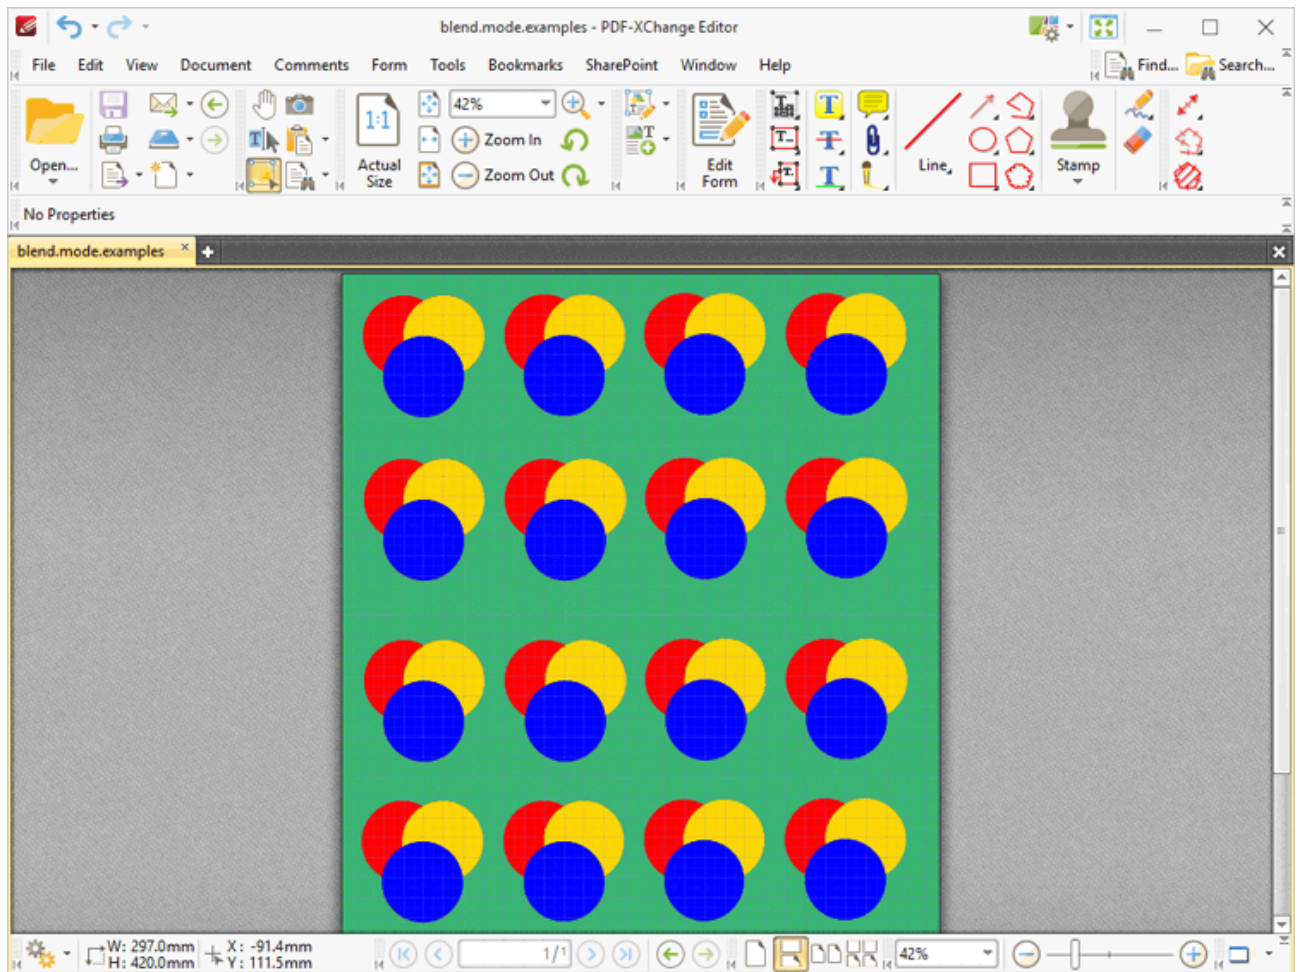 blend.mode.examples - PDF-XChange Editor
File Edit View Document Comments Form Tools Bookmarks SharePoint Window Help Find... Search...
Open...
1:1
Actual
Size
42%
Zoom In
Zoom Out
Edit
Form
Line
Stamp
No Properties
blend.mode.examples
W: 297.0mm
H: 420.0mm
X: -91.4mm
Y: 111.5mm
1/1
42%